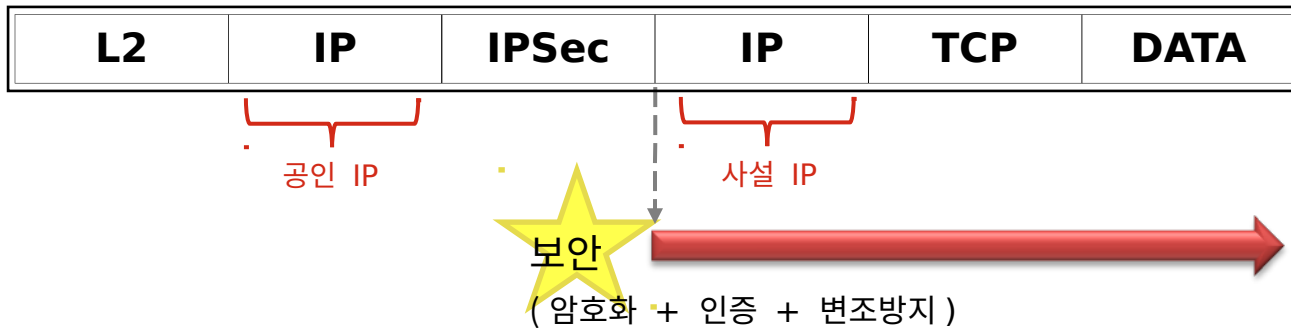 L2 IP IPSec IP TCP DATA
공인 IP 사설 IP
보안
( 암호화 + 인증 + 변조방지 )